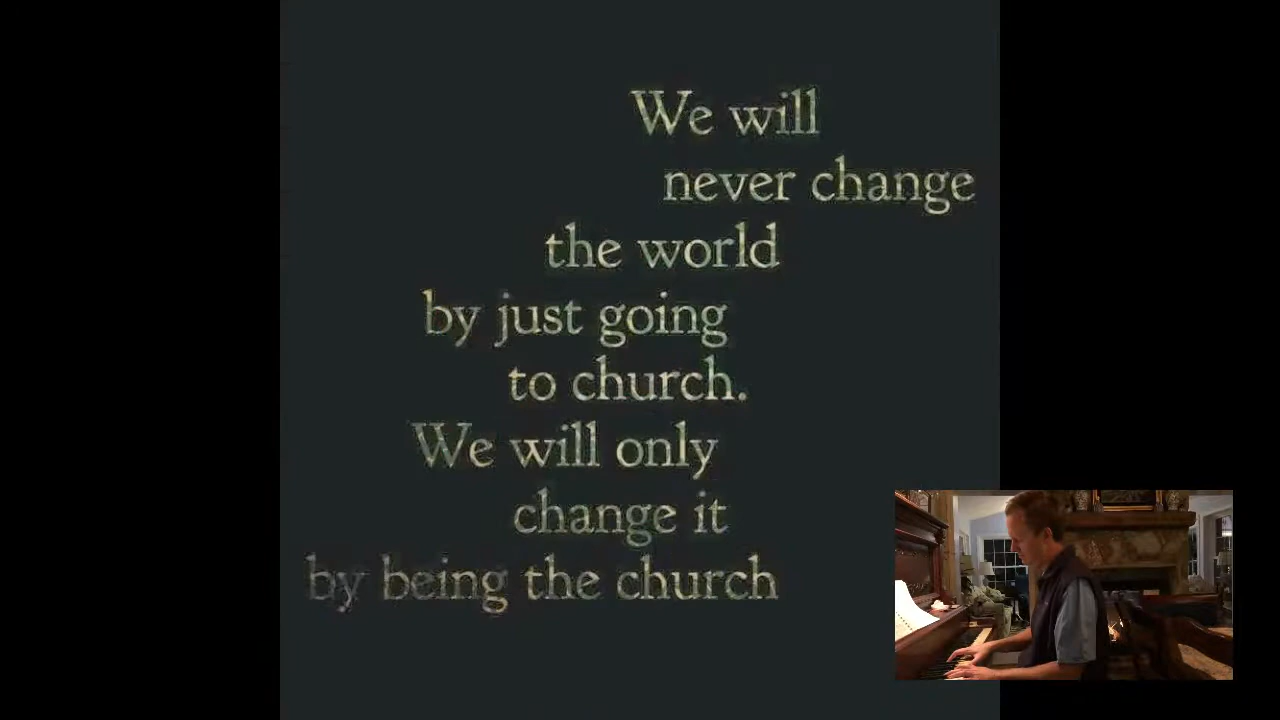 We will
never change
the world
by just going
to church.
We will only
change it
by being the church